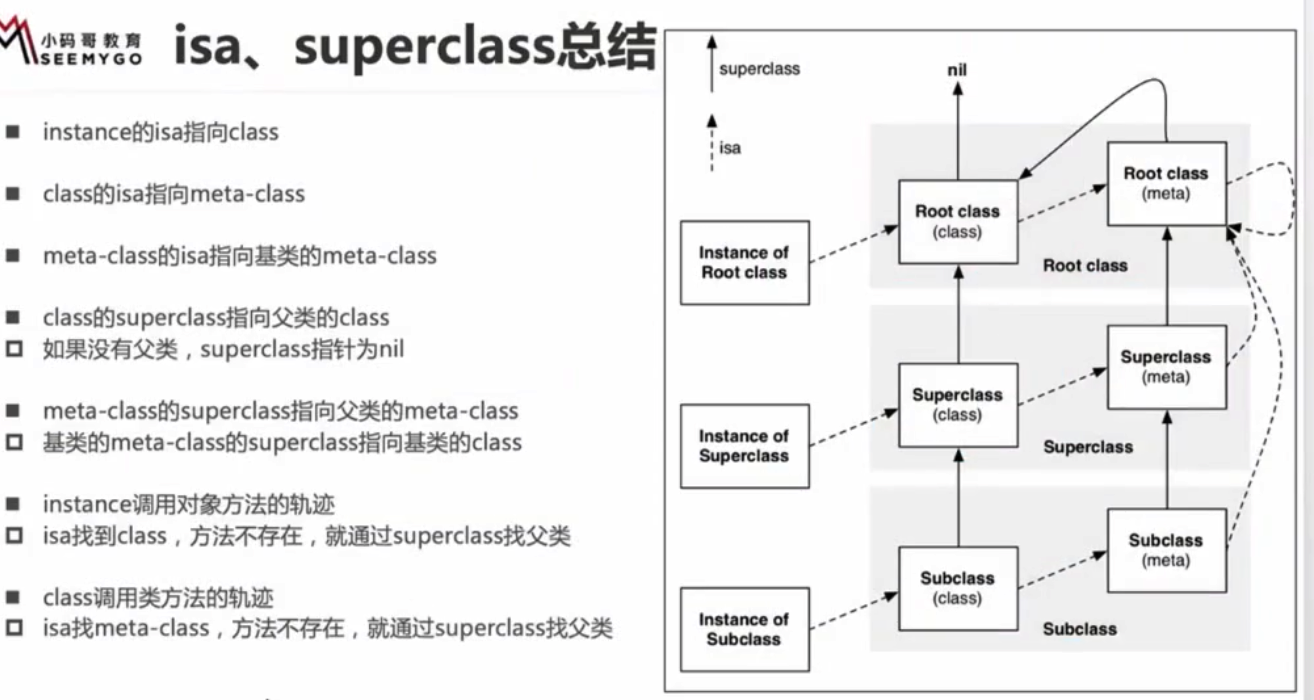 小码哥教育
SEEMYGO
isa、superclass总结
instance的isa指向class
class的isa指向meta-class
meta-class的isa指向基类的meta-class
class的superclass指向父类的class
如果没有父类，superclass指针为nil
meta-class的superclass指向父类的meta-class
基类的meta-class的superclass指向基类的class
instance调用对象方法的轨迹
isa找到class，方法不存在，就通过superclass找父类
class调用类方法的轨迹
isa找meta-class，方法不存在，就通过superclass找父类
superclass
isa
nil
Instance of
Root class
Root class
(class)
Root class
(meta)
Root class
Instance of
Superclass
Superclass
(class)
Superclass
(meta)
Superclass
Instance of
Subclass
Subclass
(class)
Subclass
(meta)
Subclass